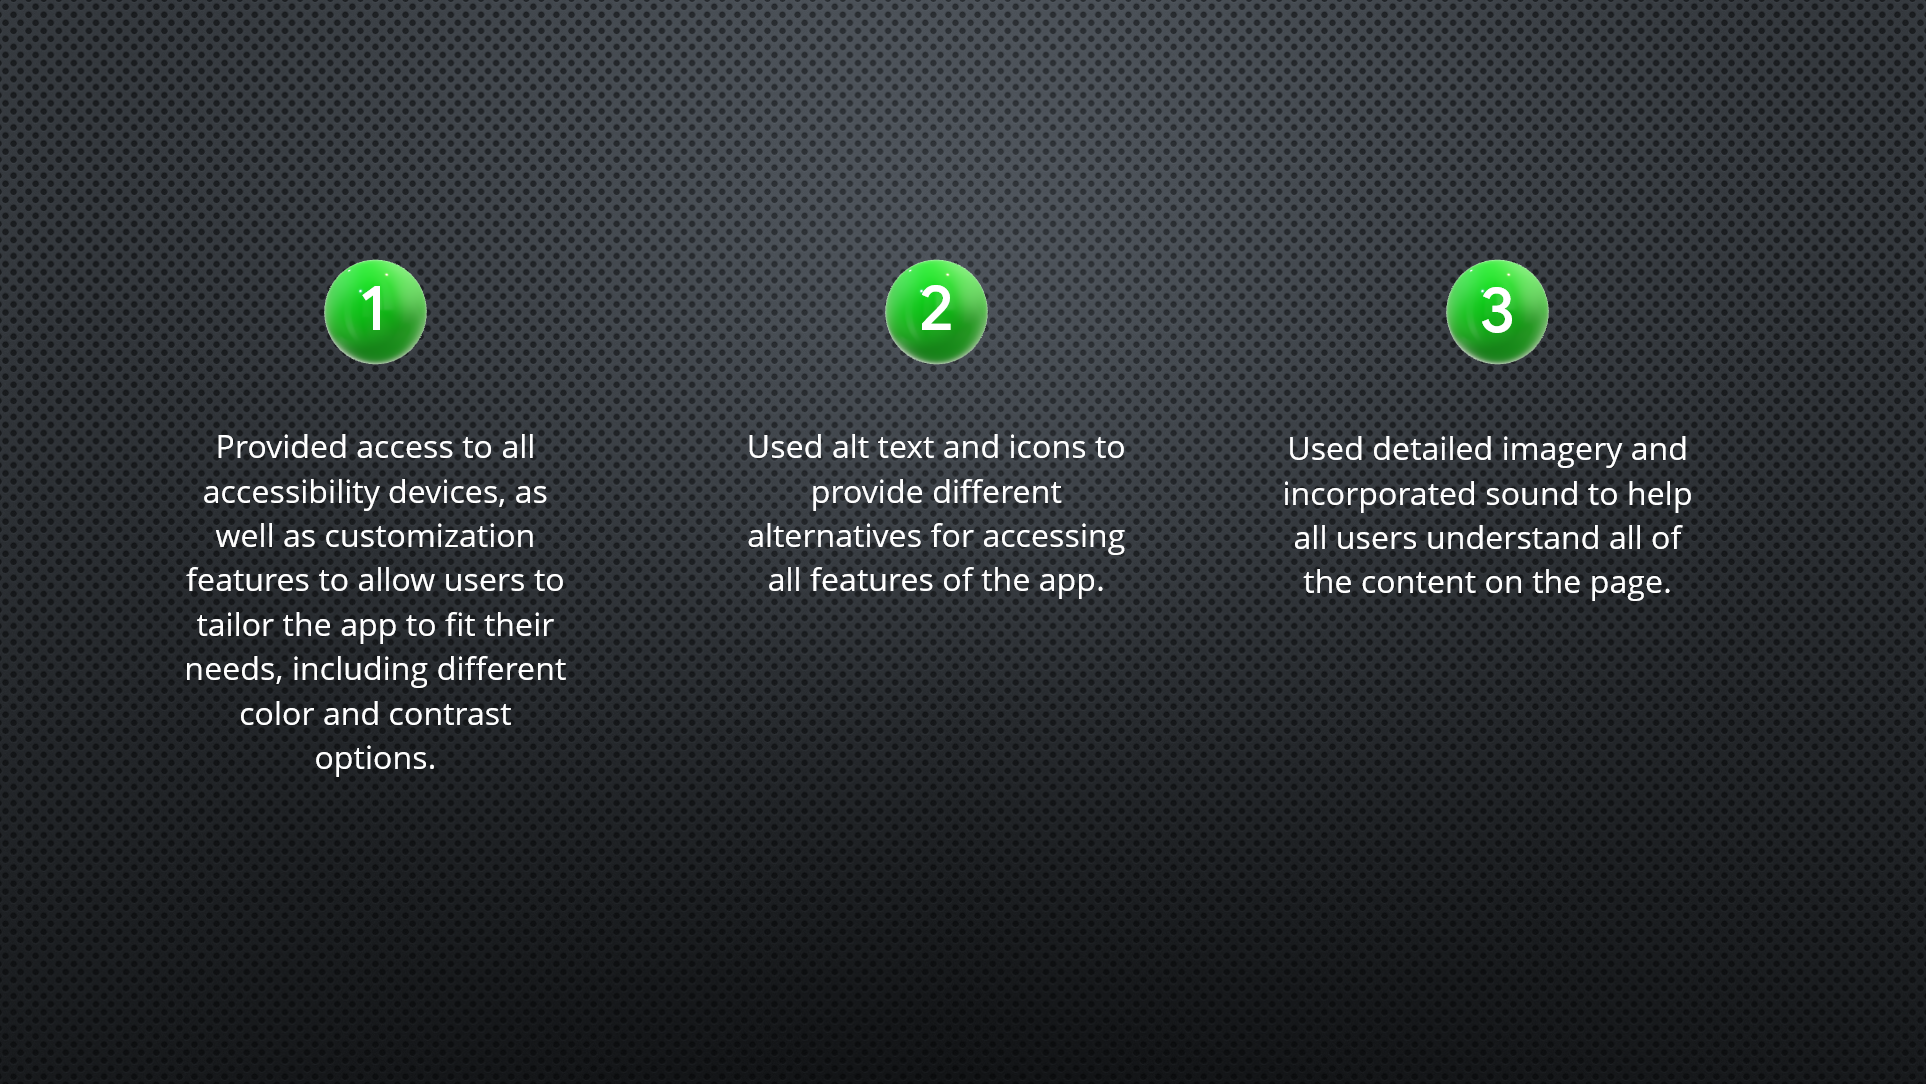 1
Provided access to all
accessibility devices, as
well as customization
features to allow users to
tailor the app to fit their
needs, including different
color and contrast
options.
2
Used alt text and icons to
provide different
alternatives for accessing
all features of the app.
3
Used detailed imagery and
incorporated sound to help
all users understand all of
the content on the page.